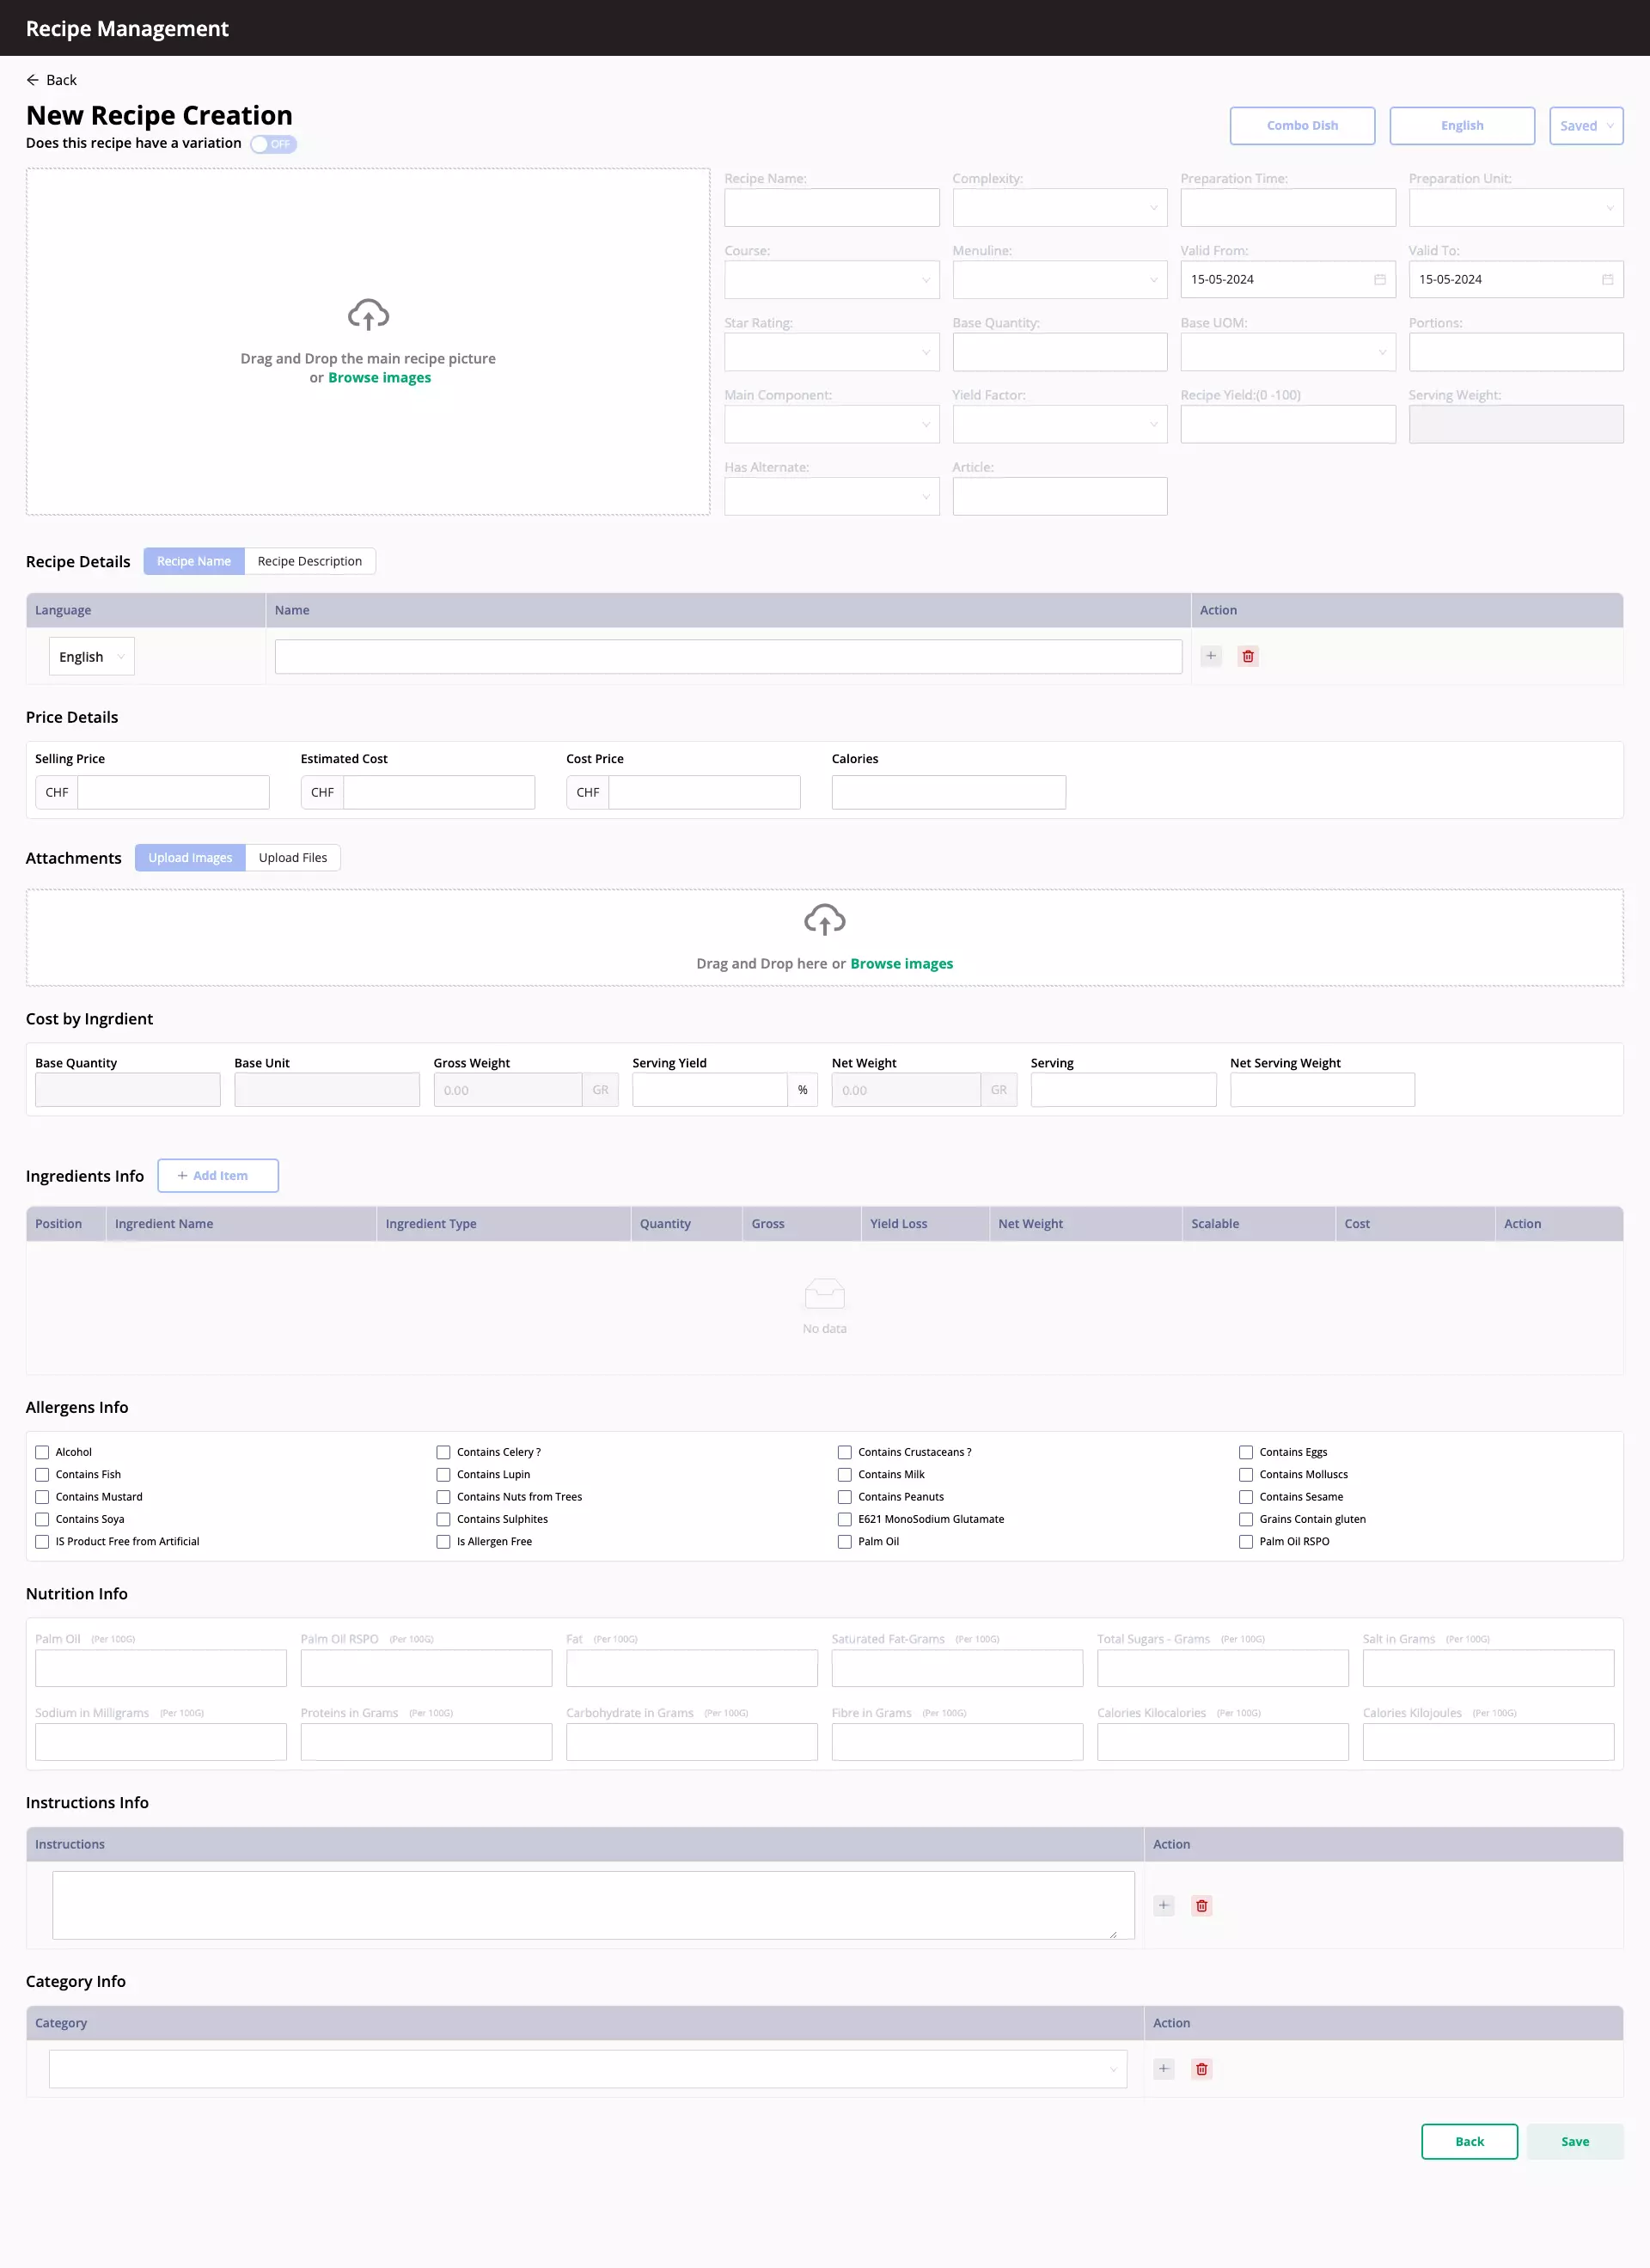 Recipe Management
Back
New Recipe Creation
Does this recipe have a variation OFF
Combo Dish English Saved
Drag and Drop the main recipe picture
or Browse images
Recipe Name: Complexity: Preparation Time: Preparation Unit:
Course: Menuline: Valid From: Valid To:
15-05-2024 15-05-2024
Star Rating: Base Quantity: Base UOM: Portions:
Main Component: Yield Factor: Recipe Yield:(0 -100) Serving Weight:
Has Alternate: Article:
Recipe Details Recipe Name Recipe Description
Language Name Action
English
Price Details
Selling Price Estimated Cost Cost Price Calories
CHF CHF CHF
Attachments Upload Images Upload Files
Drag and Drop here or Browse images
Cost by Ingrdient
Base Quantity Base Unit Gross Weight Serving Yield Net Weight Serving Net Serving Weight
0.00 GR % 0.00 GR
Ingredients Info + Add Item
Position Ingredient Name Ingredient Type Quantity Gross Yield Loss Net Weight Scalable Cost Action
No data
Allergens Info
Alcohol Contains Celery ? Contains Crustaceans ? Contains Eggs
Contains Fish Contains Lupin Contains Milk Contains Molluscs
Contains Mustard Contains Nuts from Trees Contains Peanuts Contains Sesame
Contains Soya Contains Sulphites E621 MonoSodium Glutamate Grains Contain gluten
IS Product Free from Artificial Is Allergen Free Palm Oil Palm Oil RSPO
Nutrition Info
Palm Oil (Per 100G) Palm Oil RSPO (Per 100G) Fat (Per 100G) Saturated Fat-Grams (Per 100G) Total Sugars - Grams (Per 100G) Salt in Grams (Per 100G)
Sodium in Milligrams (Per 100G) Proteins in Grams (Per 100G) Carbohydrate in Grams (Per 100G) Fibre in Grams (Per 100G) Calories Kilocalories (Per 100G) Calories Kilojoules (Per 100G)
Instructions Info
Instructions Action
Category Info
Category Action
Back Save